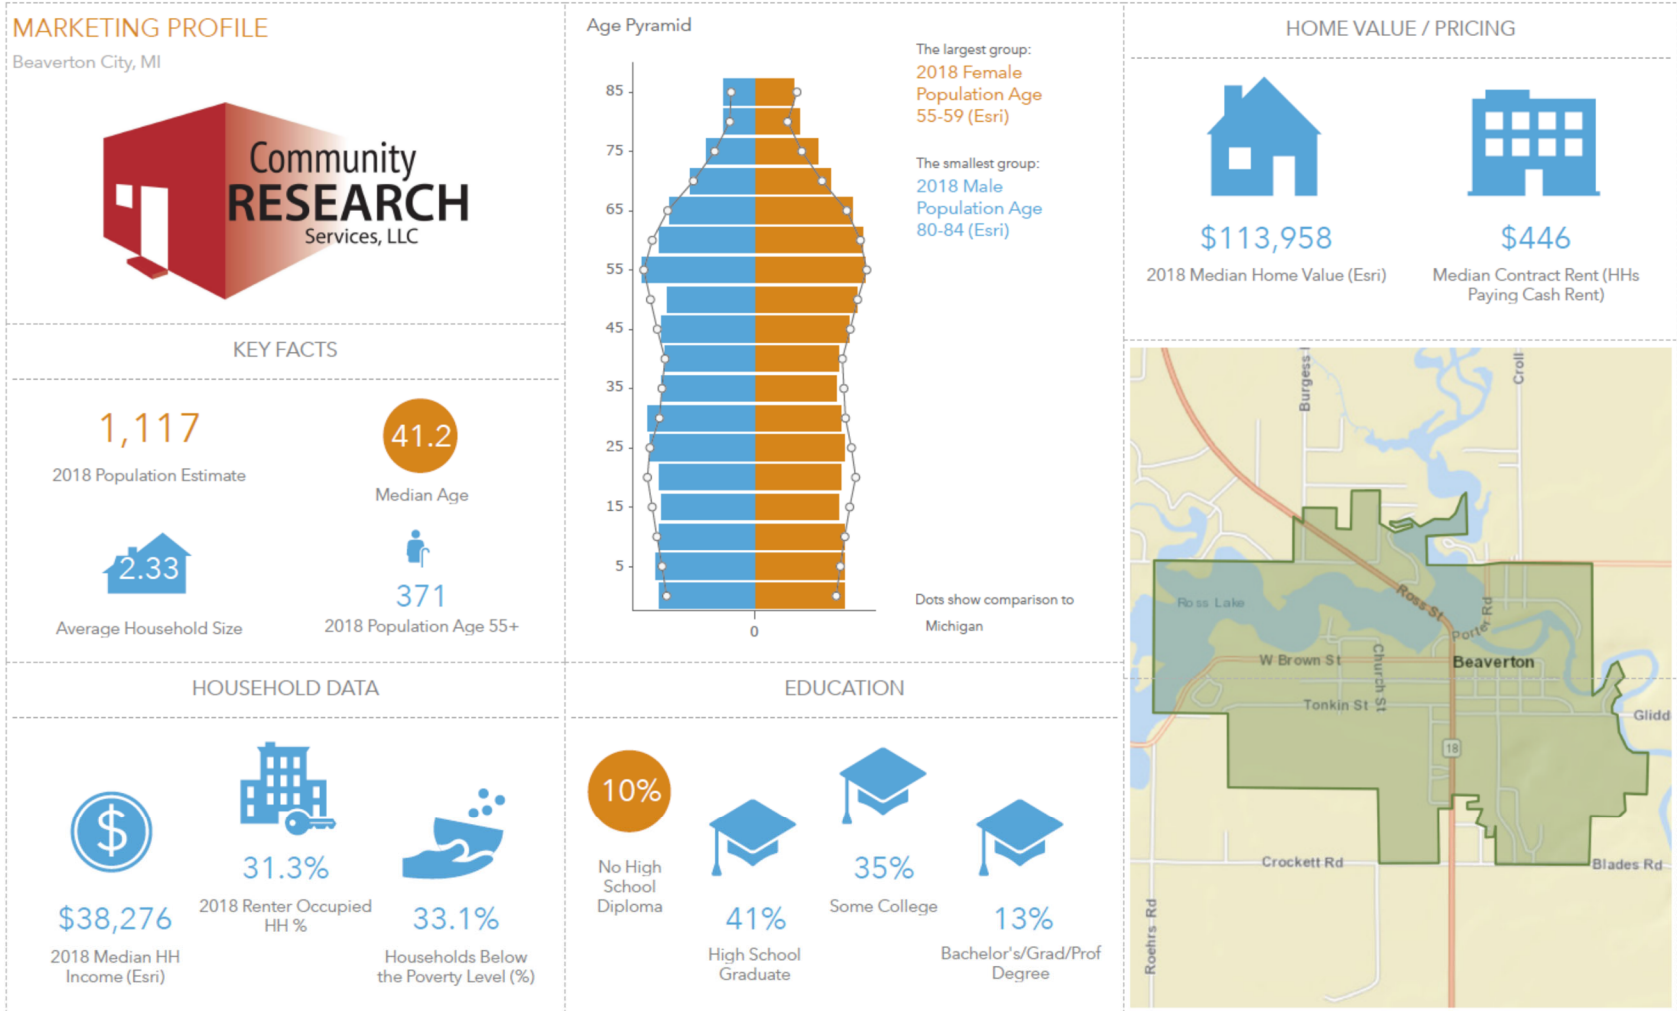 MARKETING PROFILE
Beaverton City, MI
Community
RESEARCH
Services, LLC
KEY FACTS
1,117
2018 Population Estimate
41.2
Median Age
2.33
Average Household Size
371
2018 Population Age 55+
Age Pyramid
85
75
65
55
45
35
25
15
5
0
The largest group:
2018 Female
Population Age
55-59 (Esri)
The smallest group:
2018 Male
Population Age
80-84 (Esri)
Dots show comparison to
Michigan
HOME VALUE / PRICING
$113,958
2018 Median Home Value (Esri)
$446
Median Contract Rent (HHs
Paying Cash Rent)
HOUSEHOLD DATA
$
$38,276
2018 Median HH
Income (Esri)
31.3%
2018 Renter Occupied
HH %
33.1%
Households Below
the Poverty Level (%)
EDUCATION
10%
No High
School
Diploma
41%
High School
Graduate
35%
Some College
13%
Bachelor's/Grad/Prof
Degree
Burgess
Croll
Ross Lake
Ross St
Porter Rd
W Brown St
Church St
Beaverton
Tonkin St
Glidd
18
Crockett Rd
Blades Rd
Roehrs Rd